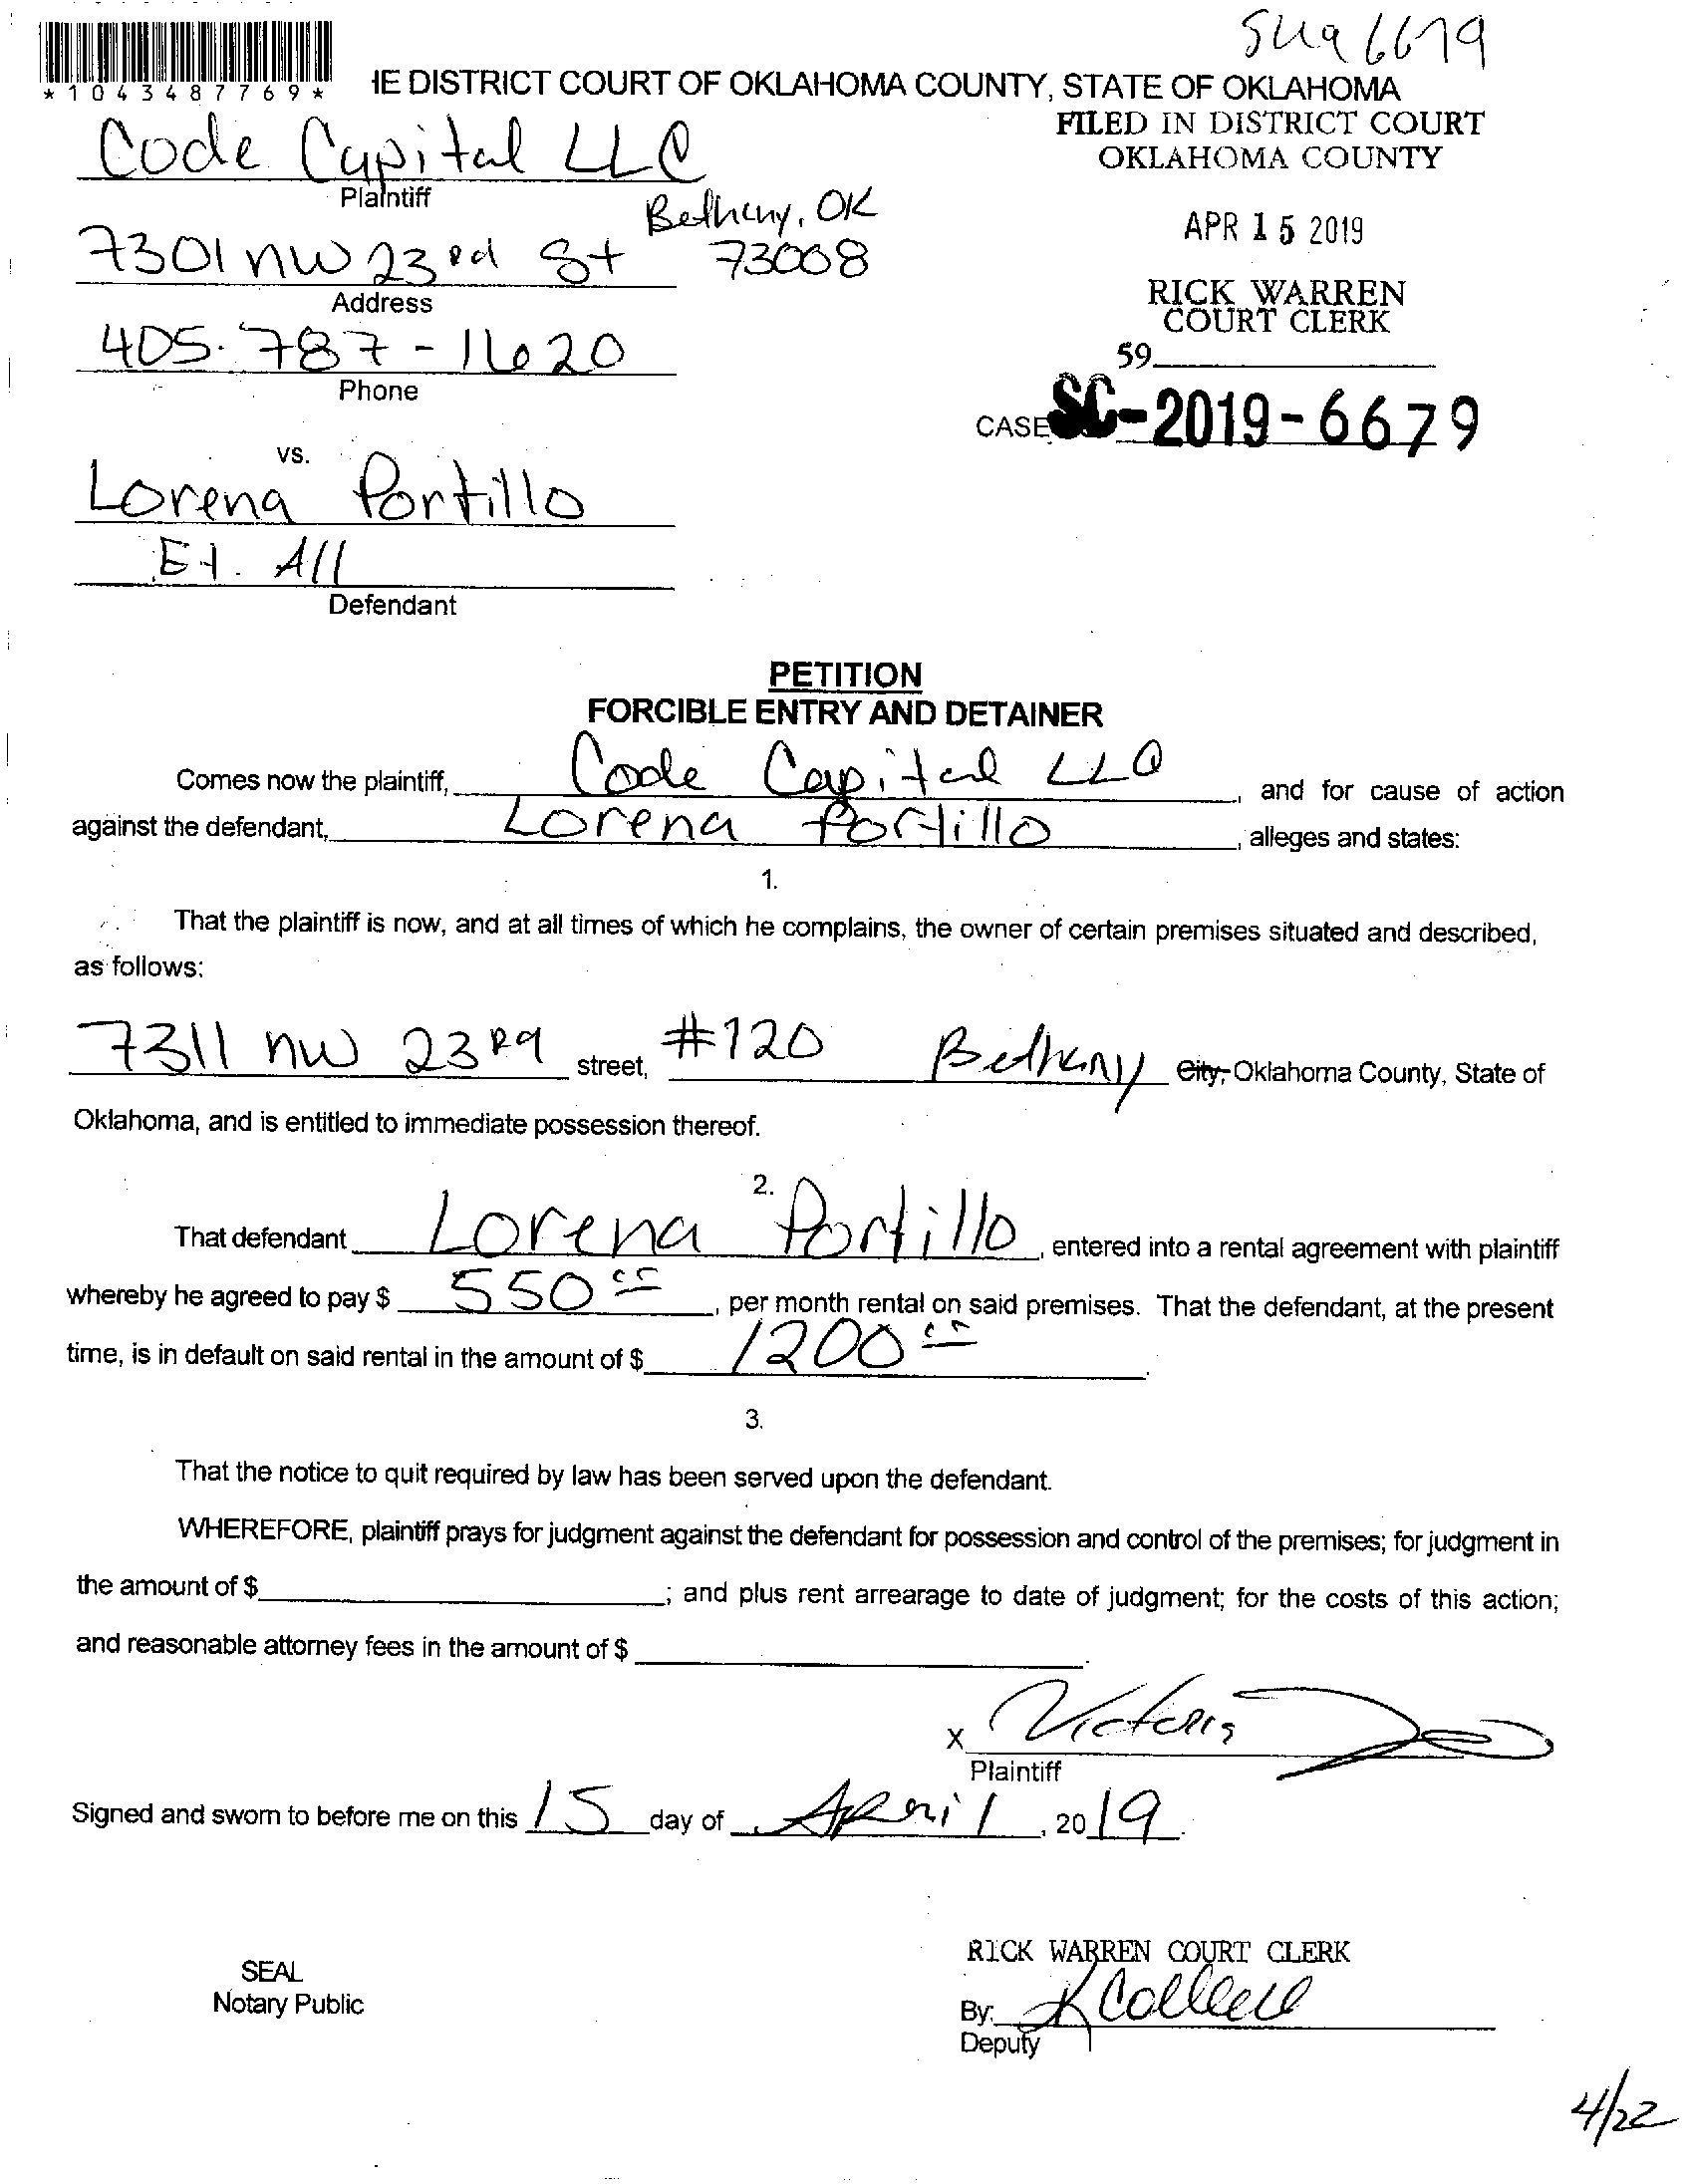 *1043487769*
IE DISTRICT COURT OF OKLAHOMA COUNTY, STATE OF OKLAHOMA
FILED IN DISTRICT COURT
OKLAHOMA COUNTY
Code Capital LLC
Plaintiff
Bethany, OK
73008
APR 15 2019
7301 NW 23rd St
Address
RICK WARREN
COURT CLERK
405-787-1620
Phone
59
CASE SC-2019-6679
vs.
Lorena Portillo
Et. All
Defendant
PETITION
FORCIBLE ENTRY AND DETAINER
Comes now the plaintiff, Code Capital LLC, and for cause of action
against the defendant, Lorena Portillo, alleges and states:
1.
That the plaintiff is now, and at all times of which he complains, the owner of certain premises situated and described,
as follows:
7311 NW 23rd street, #120 Bethany City, Oklahoma County, State of
Oklahoma, and is entitled to immediate possession thereof.
2.
That defendant Lorena Portillo, entered into a rental agreement with plaintiff
whereby he agreed to pay $ 550, per month rental on said premises. That the defendant, at the present
time, is in default on said rental in the amount of $ 1200.
3.
That the notice to quit required by law has been served upon the defendant.
WHEREFORE, plaintiff prays for judgment against the defendant for possession and control of the premises; for judgment in
the amount of $ ; and plus rent arrearage to date of judgment; for the costs of this action;
and reasonable attorney fees in the amount of $ .
X Victoria
Plaintiff
Signed and sworn to before me on this 15 day of April, 2019.
SEAL
Notary Public
RICK WARREN COURT CLERK
By:
Deputy
4/22